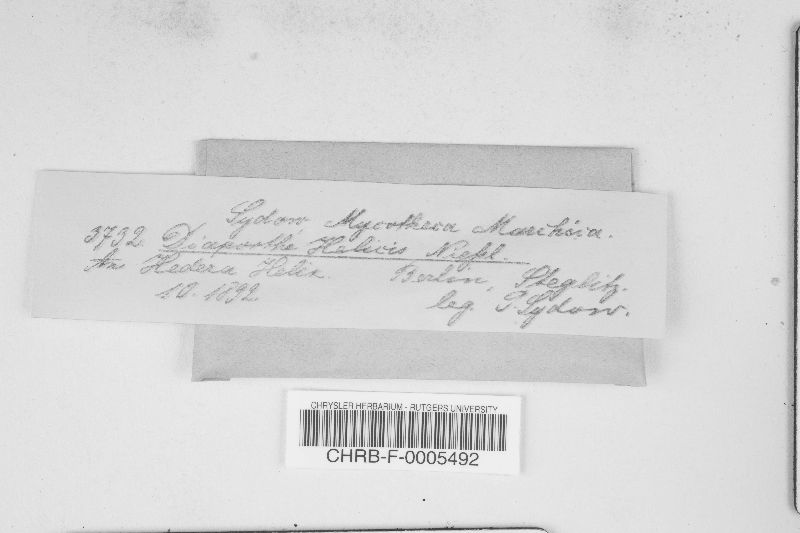 Sydow, Mycotheca Marchica.
3732. Diaporthe Helicis Niessl.
An Hedera Helix. Berlin, Steglitz.
10. 1892. leg. P. Sydow.
CHRYSLER HERBARIUM - RUTGERS UNIVERSITY
CHRB-F-0005492